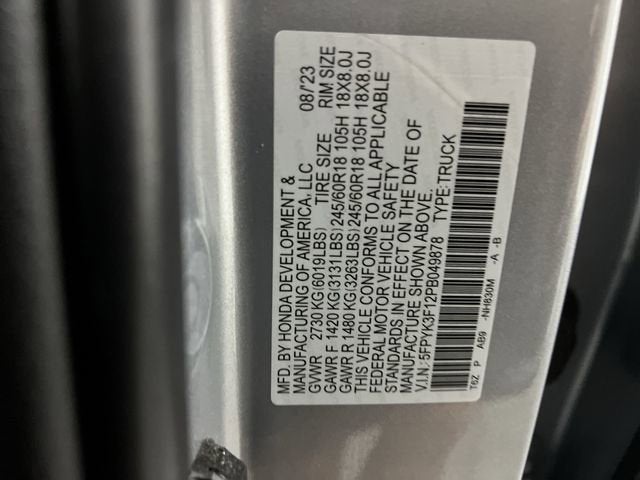 MFD. BY HONDA DEVELOPMENT & 08/'23
MANUFACTURING OF AMERICA, LLC
GVWR 2730 KG(6019LBS) TIRE SIZE RIM SIZE
GAWR F 1420 KG(3131LBS) 245/60R18 105H 18X8.0J
GAWR R 1480 KG(3263LBS) 245/60R18 105H 18X8.0J
THIS VEHICLE CONFORMS TO ALL APPLICABLE
FEDERAL MOTOR VEHICLE SAFETY
STANDARDS IN EFFECT ON THE DATE OF
MANUFACTURE SHOWN ABOVE.
V.I.N.: 5FPYK3F12PB049878 TYPE: TRUCK
T6Z P AB9 -NH830M -A -B